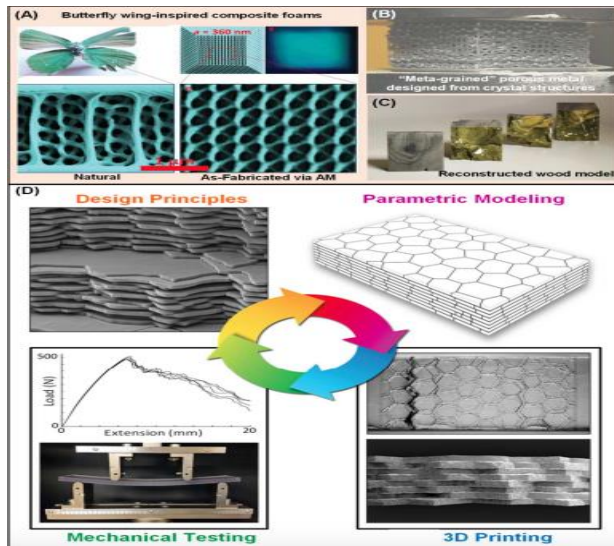 (A) Butterfly wing-inspired composite foams
a = 360 nm
1 µm
Natural
As-Fabricated via AM
(B)
"Meta-grained" porous metal
designed from crystal structures
(C)
Reconstructed wood model
(D)
Design Principles
Parametric Modeling
500
Load (N)
0
0
Extension (mm)
20
Mechanical Testing
3D Printing